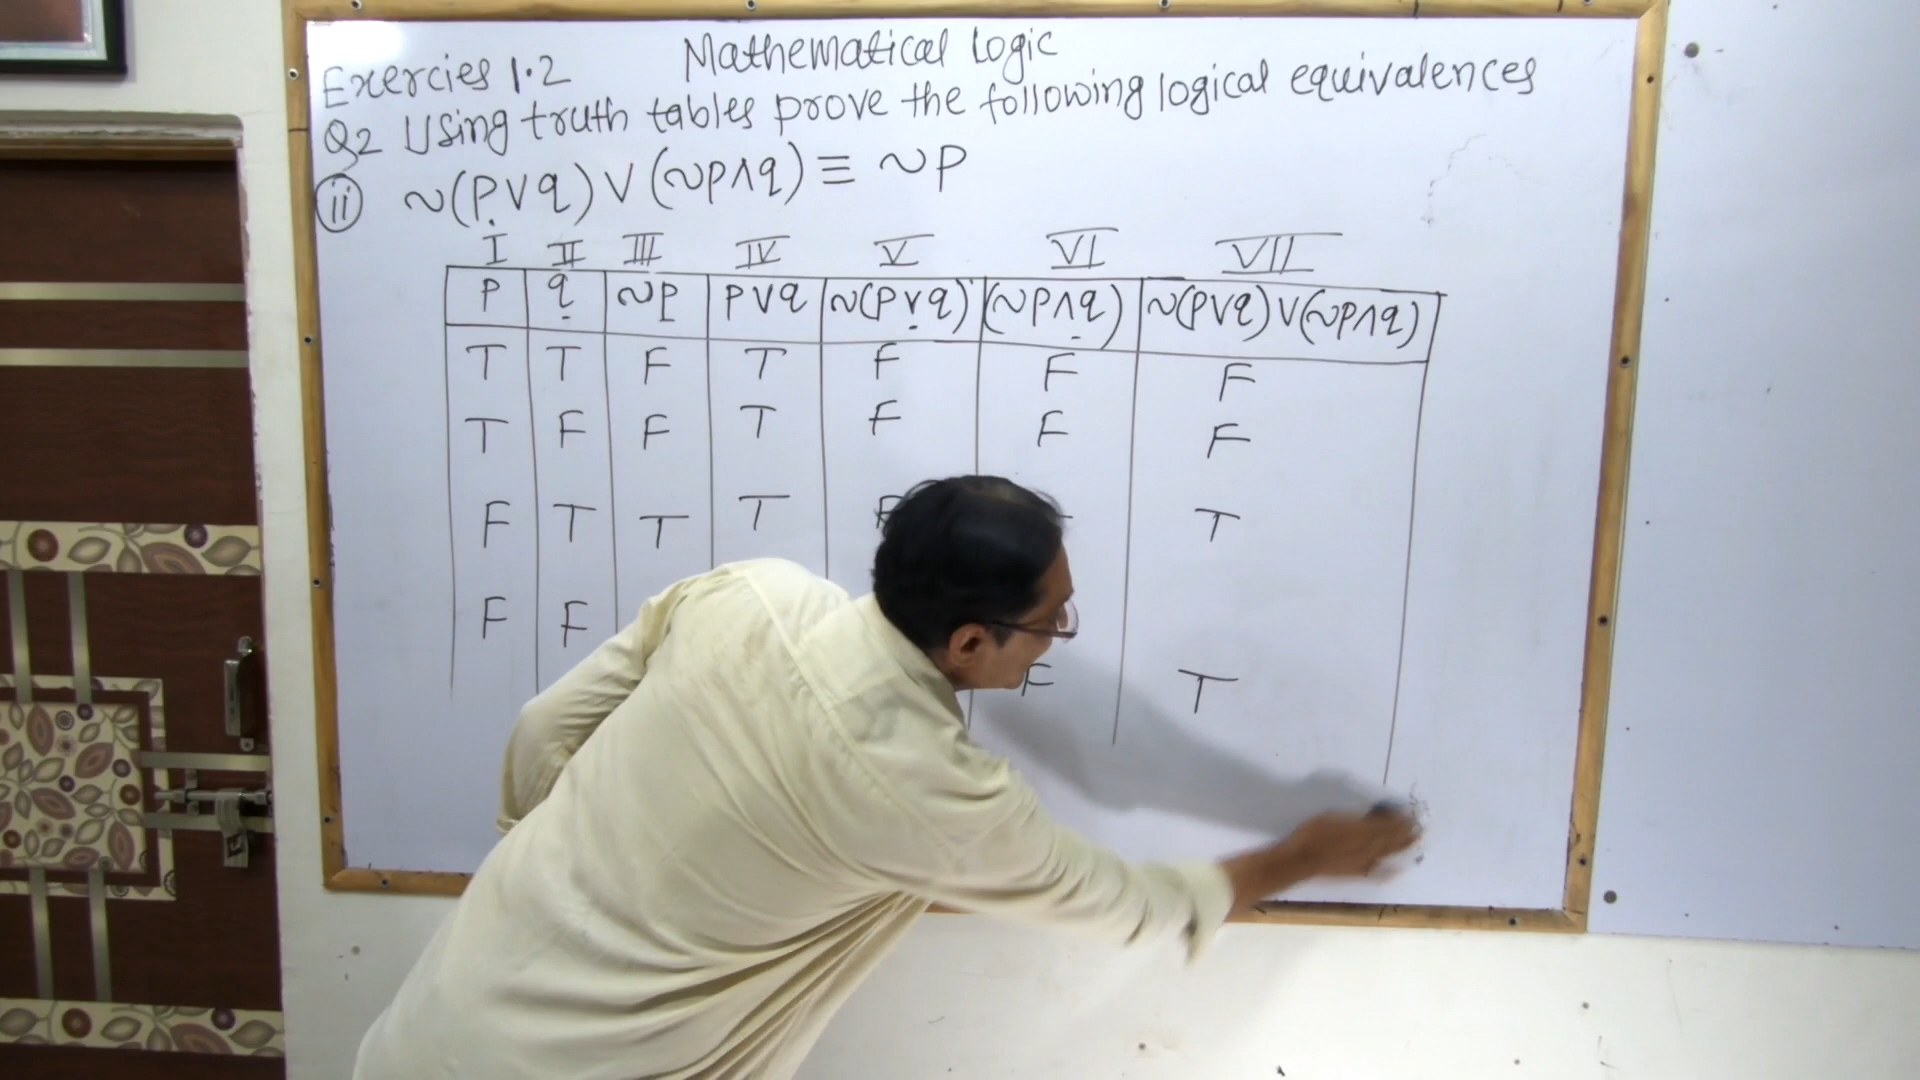 Mathematical Logic
Exercies 1.2
Q2 Using truth tables prove the following logical equivalences
ii ~(p∨q)∨(~p∧q)≡ ~p
I II III IV V VI VII
p q ~p p∨q ~(p∨q) (~p∧q) ~(p∨q)∨(~p∧q)
T T F T F F F
T F F T F F F
F T T T T
F F F T